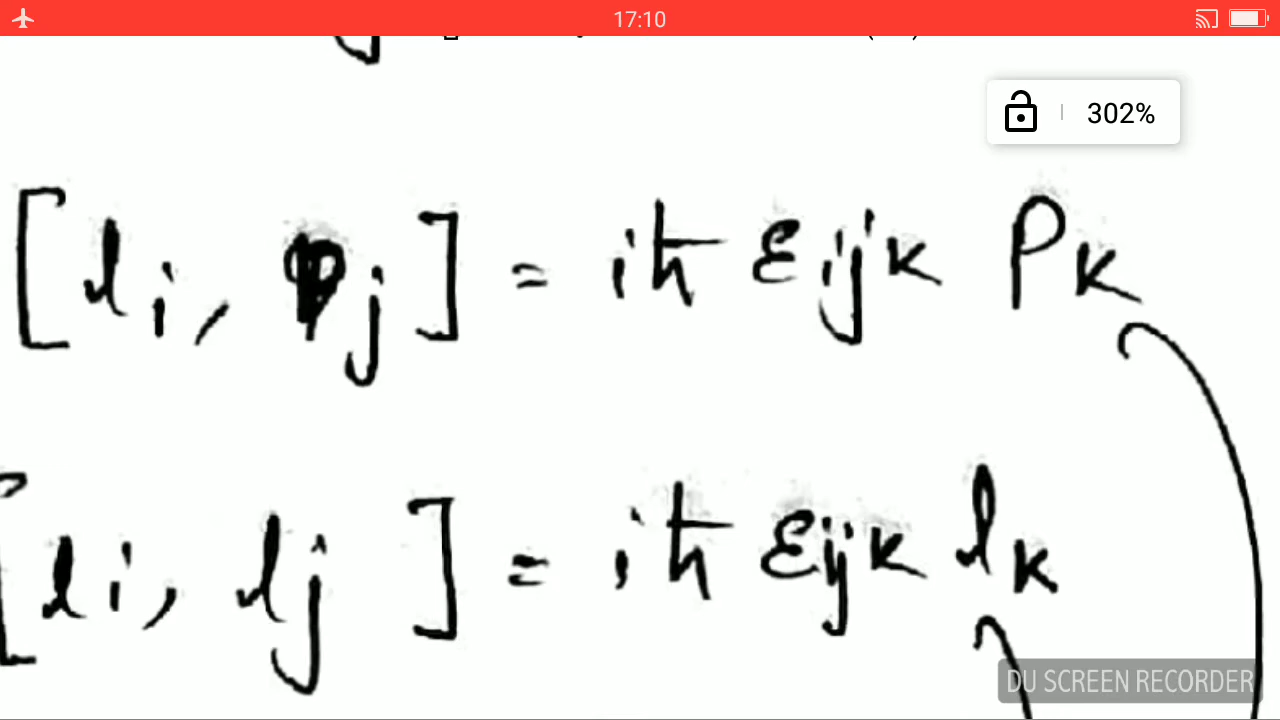 17:10
302%
[li, pj] = iħ εijk Pk
[li, lj] = iħ εijk lk
DU SCREEN RECORDER